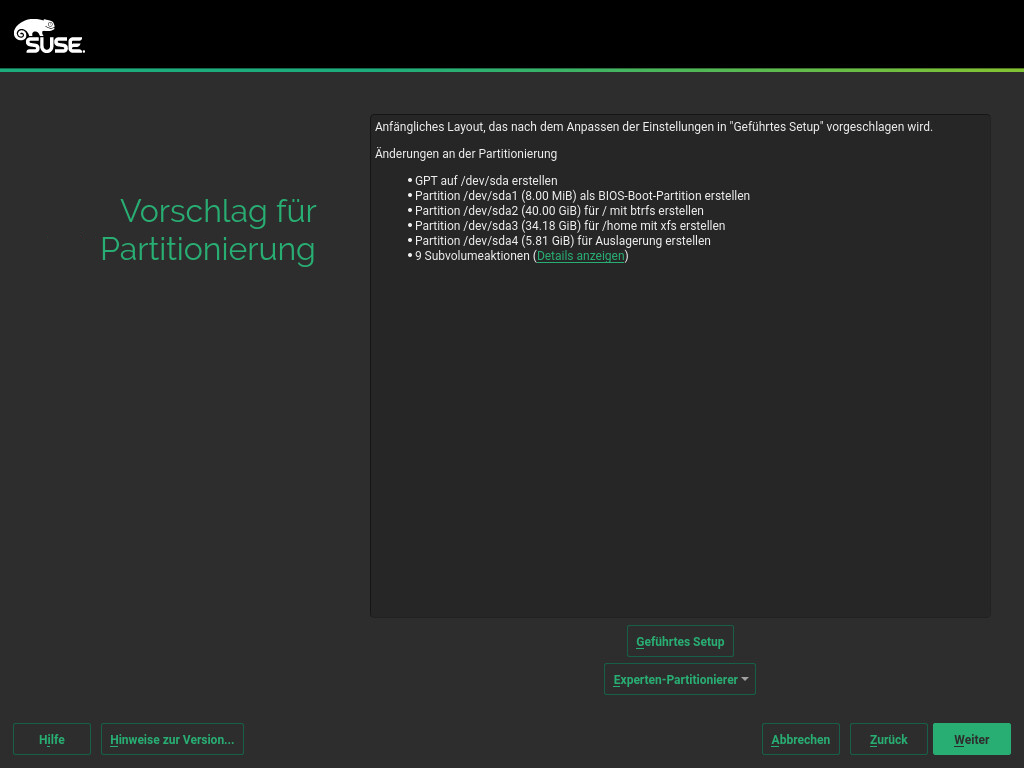 SUSE.
Vorschlag für
Partitionierung
Anfängliches Layout, das nach dem Anpassen der Einstellungen in "Geführtes Setup" vorgeschlagen wird.
Änderungen an der Partitionierung
• GPT auf /dev/sda erstellen
• Partition /dev/sda1 (8.00 MiB) als BIOS-Boot-Partition erstellen
• Partition /dev/sda2 (40.00 GiB) für / mit btrfs erstellen
• Partition /dev/sda3 (34.18 GiB) für /home mit xfs erstellen
• Partition /dev/sda4 (5.81 GiB) für Auslagerung erstellen
• 9 Subvolumeaktionen (Details anzeigen)
Geführtes Setup
Experten-Partitionierer
Hilfe
Hinweise zur Version...
Abbrechen
Zurück
Weiter